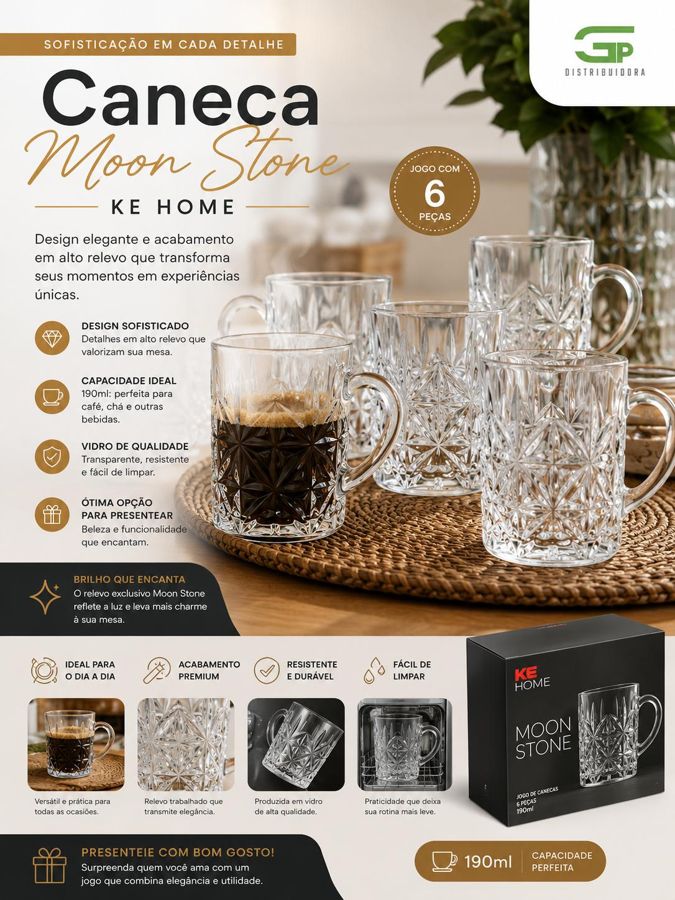 SOFISTICAÇÃO EM CADA DETALHE
GP
DISTRIBUIDORA
Caneca
Moon Stone
KE HOME
JOGO COM
6
PEÇAS
Design elegante e acabamento
em alto relevo que transforma
seus momentos em experiências
únicas.
DESIGN SOFISTICADO
Detalhes em alto relevo que
valorizam sua mesa.
CAPACIDADE IDEAL
190ml: perfeita para
café, chá e outras
bebidas.
VIDRO DE QUALIDADE
Transparente, resistente
e fácil de limpar.
ÓTIMA OPÇÃO
PARA PRESENTEAR
Beleza e funcionalidade
que encantam.
BRILHO QUE ENCANTA
O relevo exclusivo Moon Stone
reflete a luz e leva mais charme
à sua mesa.
IDEAL PARA
O DIA A DIA
Versátil e prática para
todas as ocasiões.
ACABAMENTO
PREMIUM
Relevo trabalhado que
transmite elegância.
RESISTENTE
E DURÁVEL
Produzida em vidro
de alta qualidade.
FÁCIL DE
LIMPAR
Praticidade que deixa
sua rotina mais leve.
KE
HOME
MOON
STONE
JOGO DE CANECAS
6 PEÇAS
190ml
PRESENTEIE COM BOM GOSTO!
Surpreenda quem você ama com um
jogo que combina elegância e utilidade.
190ml
CAPACIDADE
PERFEITA